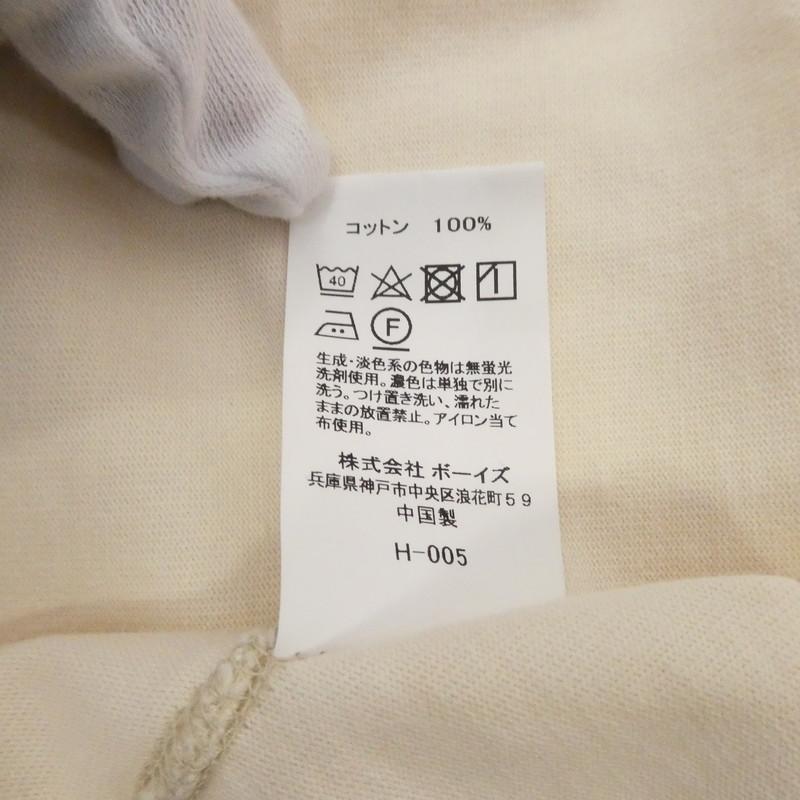 コットン 100%
40
F
生成・淡色系の色物は無蛍光
洗剤使用。濃色は単独で別に
洗う。つけ置き洗い、濡れた
ままの放置禁止。アイロン当て
布使用。
株式会社 ボーイズ
兵庫県神戸市中央区浪花町59
中国製
H-005